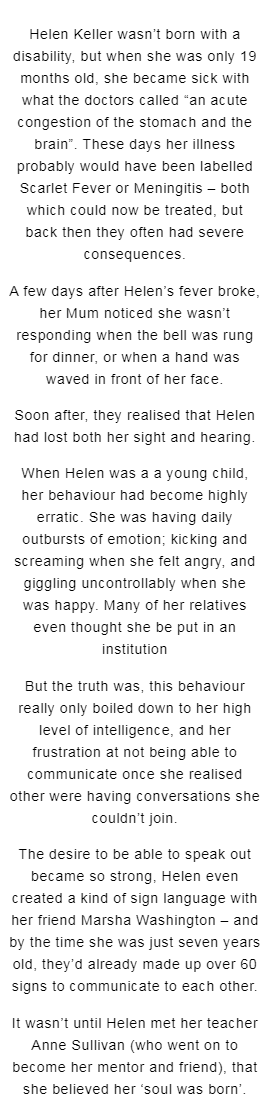 Helen Keller wasn’t born with a
disability, but when she was only 19
months old, she became sick with
what the doctors called “an acute
congestion of the stomach and the
brain”. These days her illness
probably would have been labelled
Scarlet Fever or Meningitis – both
which could now be treated, but
back then they often had severe
consequences.
A few days after Helen’s fever broke,
her Mum noticed she wasn’t
responding when the bell was rung
for dinner, or when a hand was
waved in front of her face.
Soon after, they realised that Helen
had lost both her sight and hearing.
When Helen was a a young child,
her behaviour had become highly
erratic. She was having daily
outbursts of emotion; kicking and
screaming when she felt angry, and
giggling uncontrollably when she
was happy. Many of her relatives
even thought she be put in an
institution
But the truth was, this behaviour
really only boiled down to her high
level of intelligence, and her
frustration at not being able to
communicate once she realised
other were having conversations she
couldn’t join.
The desire to be able to speak out
became so strong, Helen even
created a kind of sign language with
her friend Marsha Washington – and
by the time she was just seven years
old, they’d already made up over 60
signs to communicate to each other.
It wasn’t until Helen met her teacher
Anne Sullivan (who went on to
become her mentor and friend), that
she believed her ‘soul was born’.